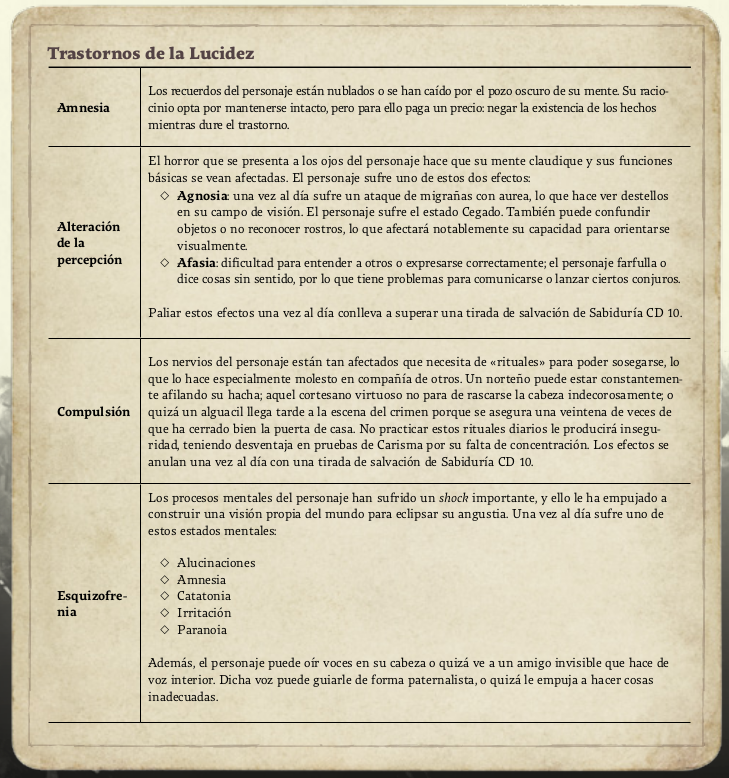 Trastornos de la Lucidez
Amnesia
Los recuerdos del personaje están nublados o se han caído por el pozo oscuro de su mente. Su racio-
cinio opta por mantenerse intacto, pero para ello paga un precio: negar la existencia de los hechos
mientras dure el trastorno.
Alteración
de la
percepción
El horror que se presenta a los ojos del personaje hace que su mente claudique y sus funciones
básicas se vean afectadas. El personaje sufre uno de estos dos efectos:
◇ Agnosia: una vez al día sufre un ataque de migrañas con aurea, lo que hace ver destellos
en su campo de visión. El personaje sufre el estado Cegado. También puede confundir
objetos o no reconocer rostros, lo que afectará notablemente su capacidad para orientarse
visualmente.
◇ Afasia: dificultad para entender a otros o expresarse correctamente; el personaje farfulla o
dice cosas sin sentido, por lo que tiene problemas para comunicarse o lanzar ciertos conjuros.
Paliar estos efectos una vez al día conlleva a superar una tirada de salvación de Sabiduría CD 10.
Compulsión
Los nervios del personaje están tan afectados que necesita de «rituales» para poder sosegarse, lo
que lo hace especialmente molesto en compañía de otros. Un norteño puede estar constantemen-
te afilando su hacha; aquel cortesano virtuoso no para de rascarse la cabeza indecorosamente; o
quizá un alguacil llega tarde a la escena del crimen porque se asegura una veintena de veces de
que ha cerrado bien la puerta de casa. No practicar estos rituales diarios le producirá insegu-
ridad, teniendo desventaja en pruebas de Carisma por su falta de concentración. Los efectos se
anulan una vez al día con una tirada de salvación de Sabiduría CD 10.
Esquizofre-
nia
Los procesos mentales del personaje han sufrido un shock importante, y ello le ha empujado a
construir una visión propia del mundo para eclipsar su angustia. Una vez al día sufre uno de
estos estados mentales:
◇ Alucinaciones
◇ Amnesia
◇ Catatonia
◇ Irritación
◇ Paranoia
Además, el personaje puede oír voces en su cabeza o quizá ve a un amigo invisible que hace de
voz interior. Dicha voz puede guiarle de forma paternalista, o quizá le empuja a hacer cosas
inadecuadas.